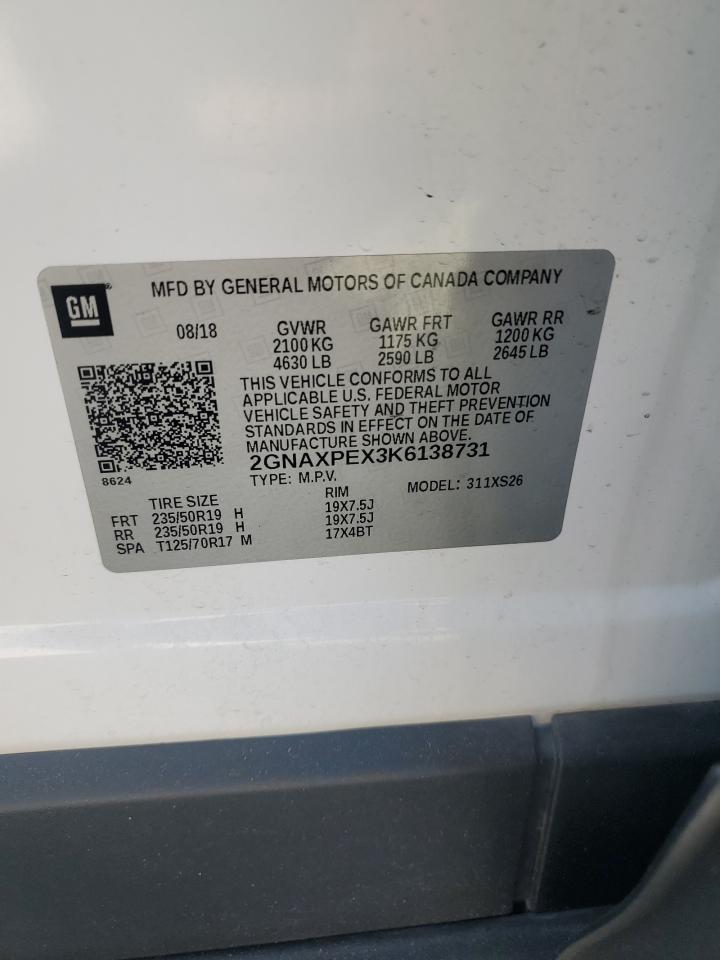 GM
MFD BY GENERAL MOTORS OF CANADA COMPANY
08/18 GVWR GAWR FRT GAWR RR
2100 KG 1175 KG 1200 KG
4630 LB 2590 LB 2645 LB
THIS VEHICLE CONFORMS TO ALL
APPLICABLE U.S. FEDERAL MOTOR
VEHICLE SAFETY AND THEFT PREVENTION
STANDARDS IN EFFECT ON THE DATE OF
MANUFACTURE SHOWN ABOVE.
8624
2GNAXPEX3K6138731
TYPE: M.P.V. MODEL: 311XS26
TIRE SIZE RIM
FRT 235/50R19 H 19X7.5J
RR 235/50R19 H 19X7.5J
SPA T125/70R17 M 17X4BT